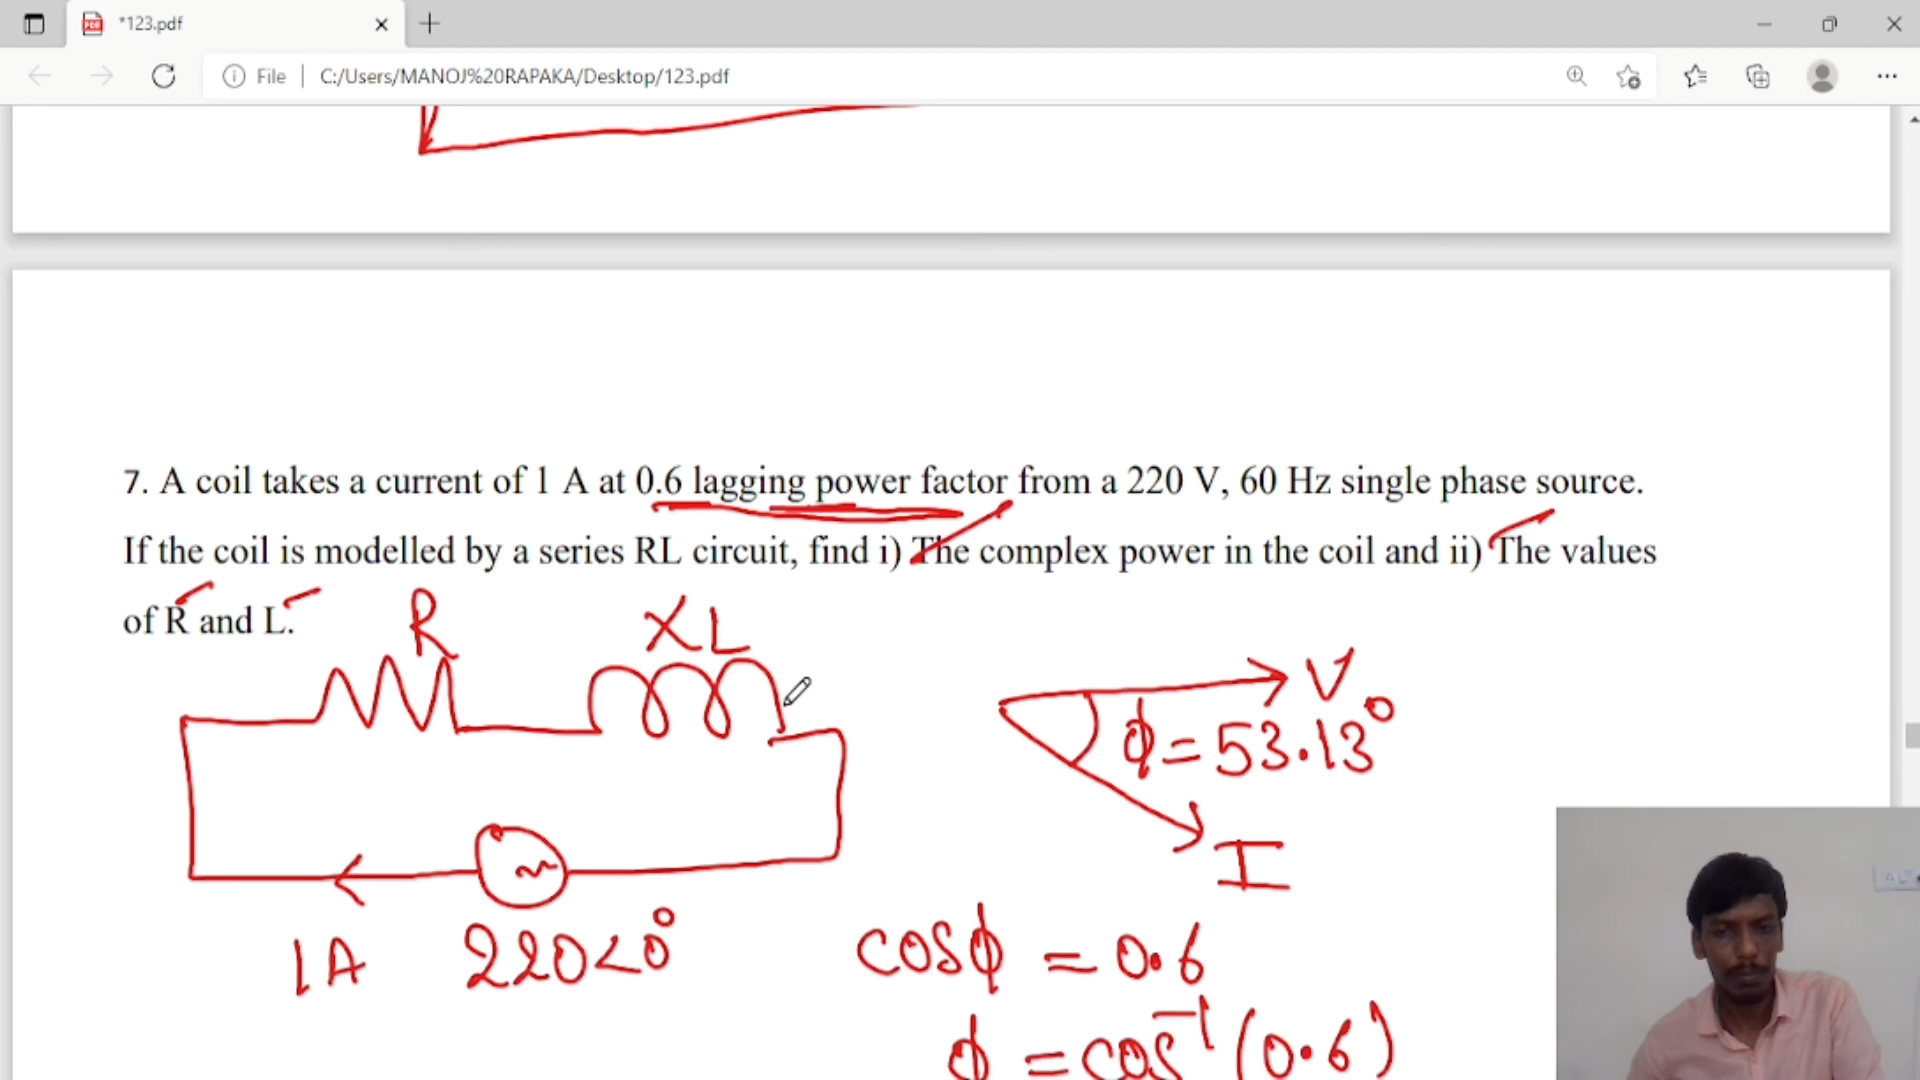 *123.pdf
File
C:/Users/MANOJ%20RAPAKA/Desktop/123.pdf
7. A coil takes a current of 1 A at 0.6 lagging power factor from a 220 V, 60 Hz single phase source.
If the coil is modelled by a series RL circuit, find i) The complex power in the coil and ii) The values
of R and L.
R
XL
V
ϕ = 53.13°
I
1A
220<0°
cosϕ = 0.6
ϕ = cos⁻¹(0.6)